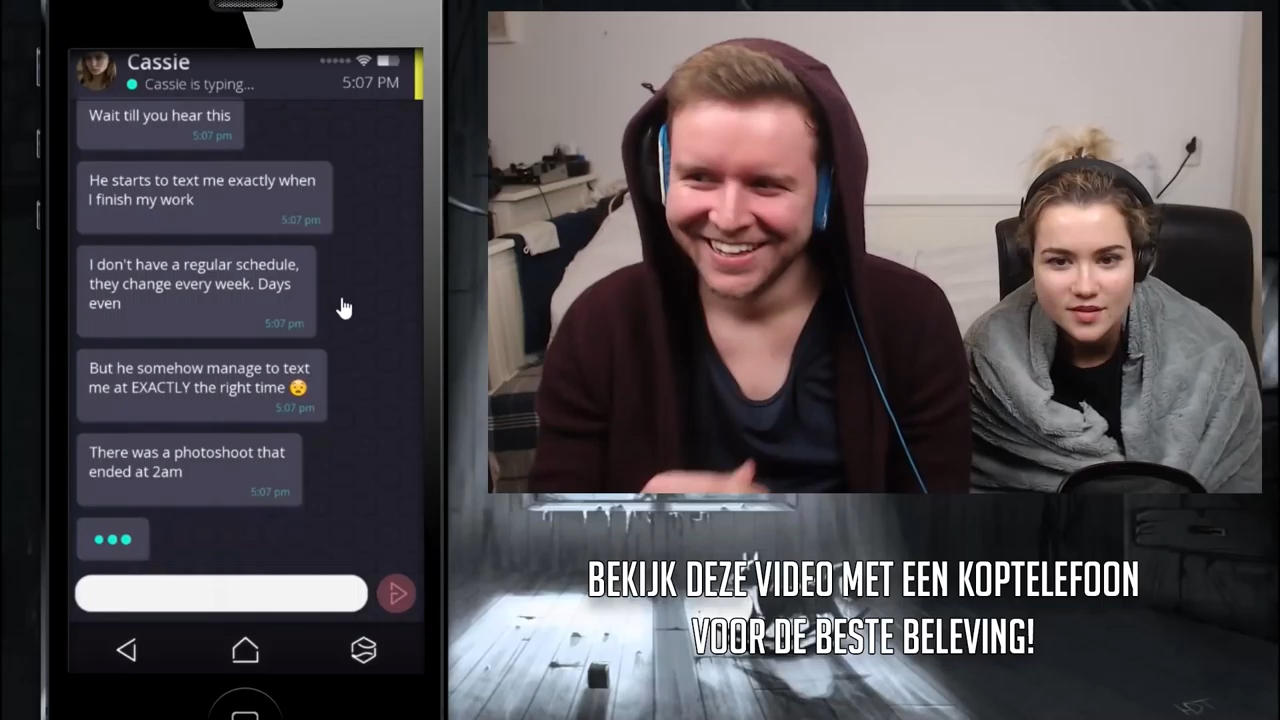 Cassie
Cassie is typing...
5:07 PM
Wait till you hear this
5:07 pm
He starts to text me exactly when
I finish my work
5:07 pm
I don't have a regular schedule,
they change every week. Days
even
5:07 pm
But he somehow manage to text
me at EXACTLY the right time 😟
5:07 pm
There was a photoshoot that
ended at 2am
5:07 pm
BEKIJK DEZE VIDEO MET EEN KOPTELEFOON
VOOR DE BESTE BELEVING!